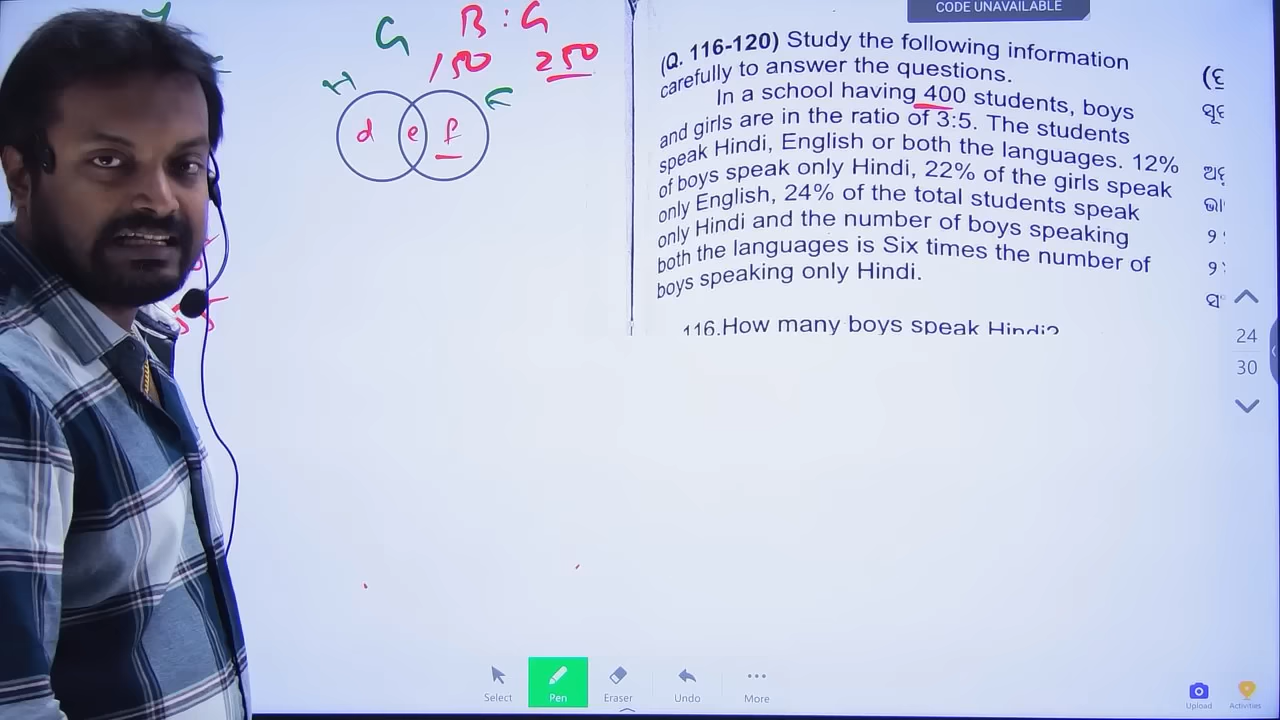 CODE UNAVAILABLE
G B : G
150 250
H E
d e f
(Q. 116-120) Study the following information
carefully to answer the questions.
In a school having 400 students, boys
and girls are in the ratio of 3:5. The students
speak Hindi, English or both the languages. 12%
of boys speak only Hindi, 22% of the girls speak
only English, 24% of the total students speak
only Hindi and the number of boys speaking
both the languages is Six times the number of
boys speaking only Hindi.
116.How many boys speak Hindi?
24
30
Select Pen Eraser Undo More
Upload Activities